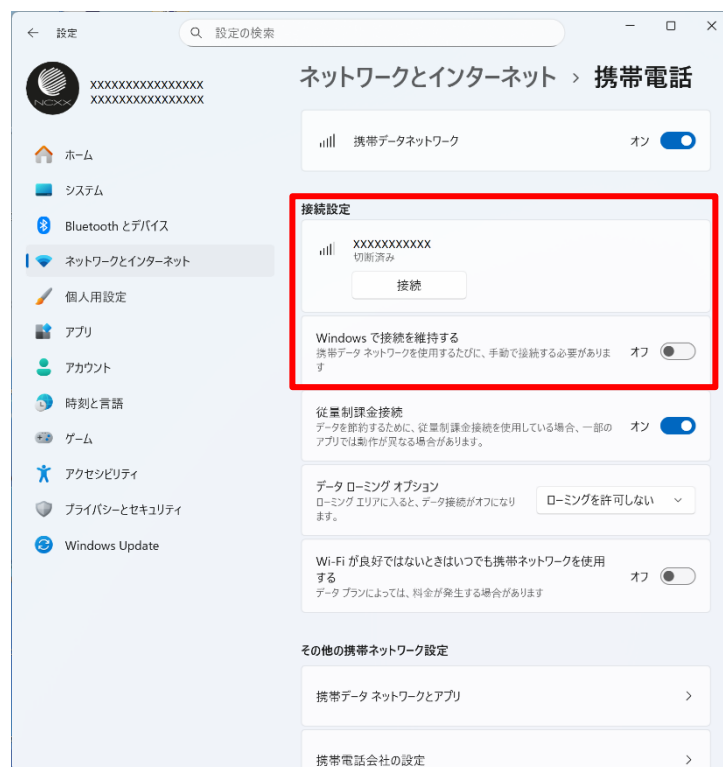 設定
設定の検索
NCXX
XXXXXXXXXXXXXXXX
XXXXXXXXXXXXXXXX
ホーム
システム
Bluetooth とデバイス
ネットワークとインターネット
個人用設定
アプリ
アカウント
時刻と言語
ゲーム
アクセシビリティ
プライバシーとセキュリティ
Windows Update
ネットワークとインターネット › 携帯電話
携帯データネットワーク
オン
接続設定
XXXXXXXXXXX
切断済み
接続
Windows で接続を維持する
携帯データ ネットワークを使用するたびに、手動で接続する必要がありま
す
オフ
従量制課金接続
データを節約するために、従量制課金接続を使用している場合、一部の
アプリでは動作が異なる場合があります。
オン
データ ローミング オプション
ローミング エリアに入ると、データ接続がオフになり
ます。
ローミングを許可しない
Wi-Fi が良好ではないときはいつでも携帯ネットワークを使用
する
データ プランによっては、料金が発生する場合があります
オフ
その他の携帯ネットワーク設定
携帯データ ネットワークとアプリ
携帯電話会社の設定